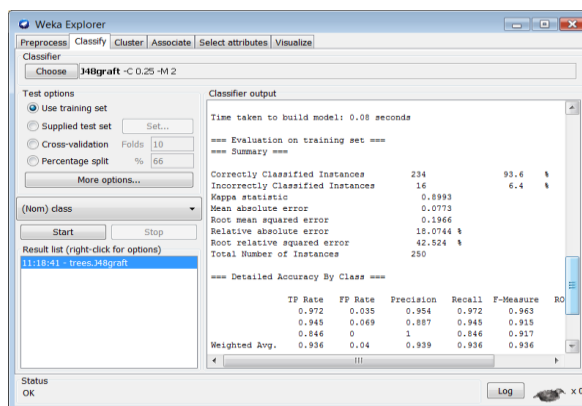 Weka Explorer
Preprocess Classify Cluster Associate Select attributes Visualize
Classifier
Choose J48graft -C 0.25 -M 2
Test options
Use training set
Supplied test set Set...
Cross-validation Folds 10
Percentage split % 66
More options...
(Nom) class
Start Stop
Result list (right-click for options)
11:18:41 - trees.J48graft
Classifier output
Time taken to build model: 0.08 seconds
=== Evaluation on training set ===
=== Summary ===
Correctly Classified Instances 234 93.6 %
Incorrectly Classified Instances 16 6.4 %
Kappa statistic 0.8993
Mean absolute error 0.0773
Root mean squared error 0.1966
Relative absolute error 18.0744 %
Root relative squared error 42.524 %
Total Number of Instances 250
=== Detailed Accuracy By Class ===
TP Rate FP Rate Precision Recall F-Measure RO
0.972 0.035 0.954 0.972 0.963
0.945 0.069 0.887 0.945 0.915
0.846 0 1 0.846 0.917
Weighted Avg. 0.936 0.04 0.939 0.936 0.936
Status
OK
Log
x 0